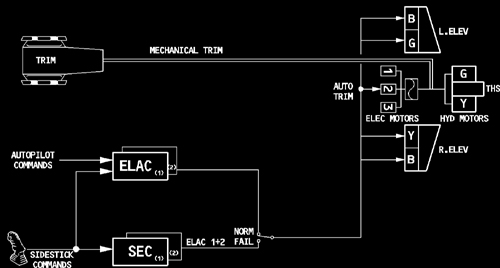 B
G
L.ELEV
MECHANICAL TRIM
TRIM
1
2
3
G
Y
THS
AUTO
TRIM
ELEC MOTORS
HYD MOTORS
Y
B
R.ELEV
AUTOPILOT
COMMANDS
ELAC (1) (2)
NORM
FAIL
ELAC 1+2
SEC (1) (2)
SIDESTICK
COMMANDS